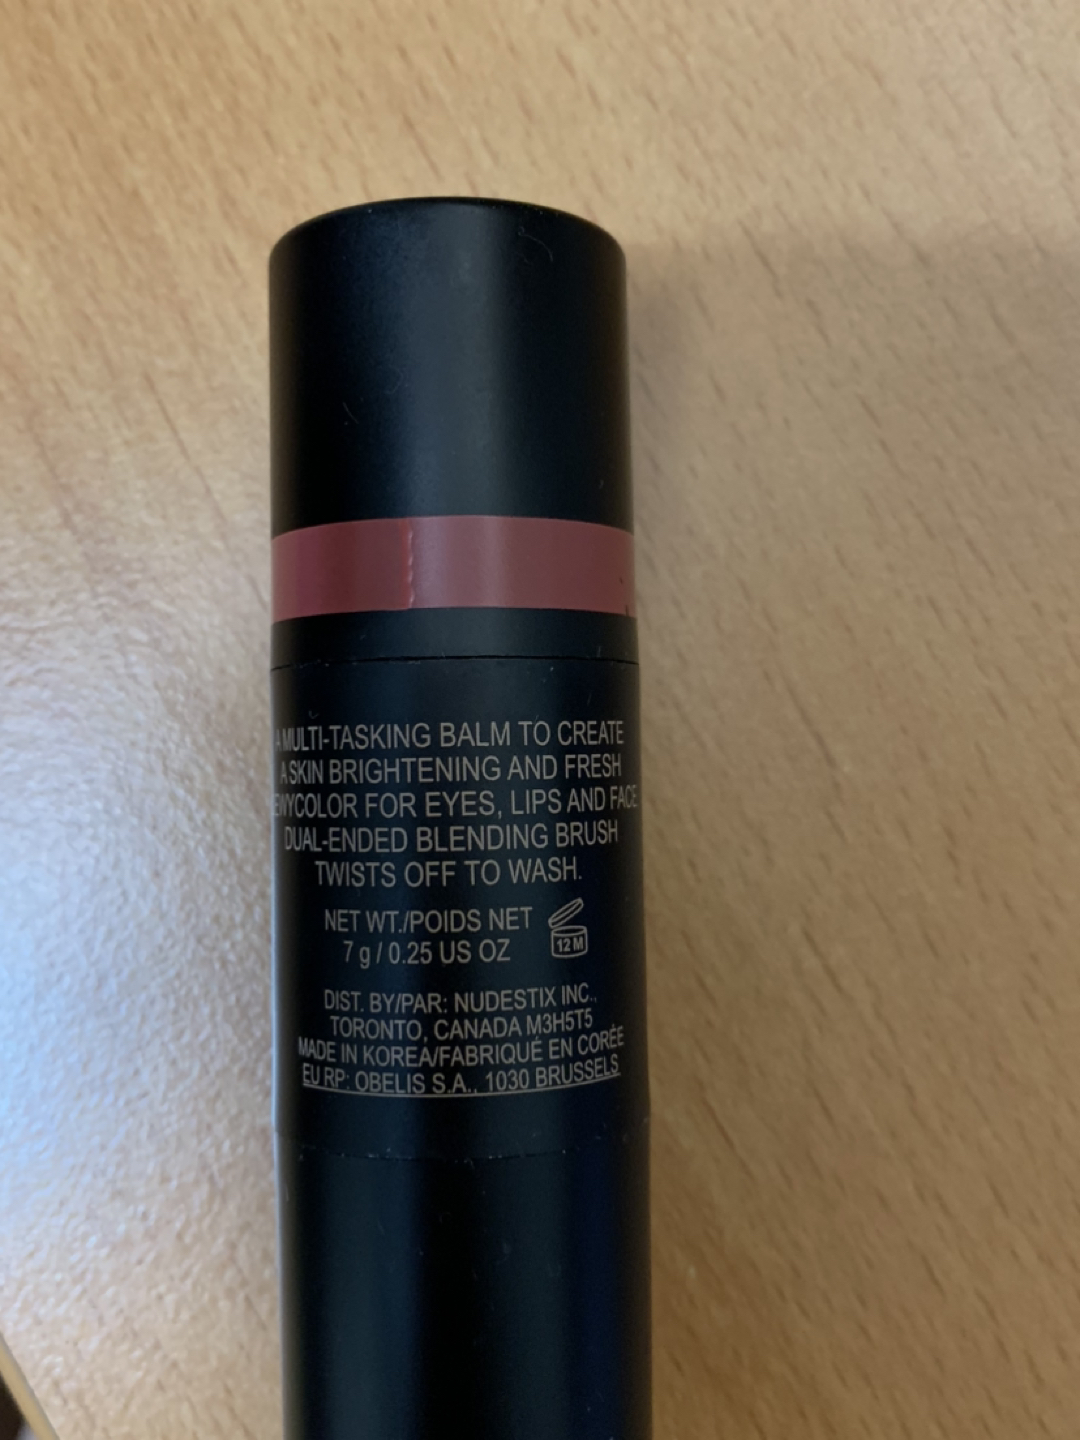 A MULTI-TASKING BALM TO CREATE
A SKIN BRIGHTENING AND FRESH
EWYCOLOR FOR EYES, LIPS AND FACE
DUAL-ENDED BLENDING BRUSH
TWISTS OFF TO WASH.
NET WT./POIDS NET
7 g / 0.25 US OZ
12 M
DIST. BY/PAR: NUDESTIX INC.,
TORONTO, CANADA M3H5T5
MADE IN KOREA/FABRIQUÉ EN CORÉE
EU RP: OBELIS S.A., 1030 BRUSSELS